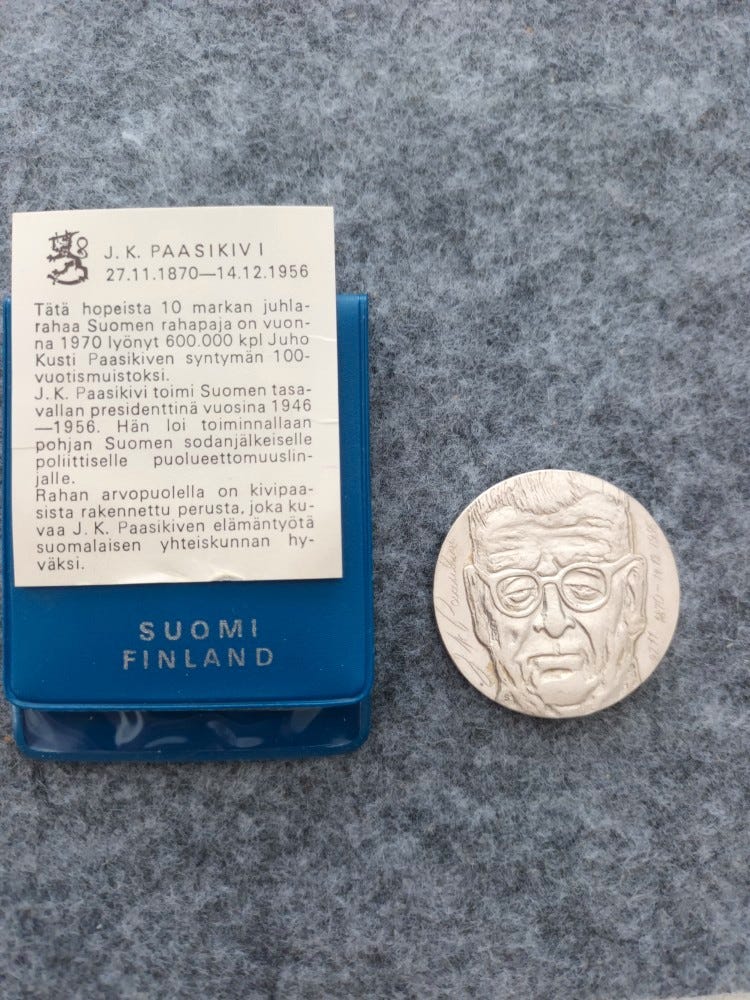 J. K. PAASIKIVI
27.11.1870—14.12.1956
Tätä hopeista 10 markan juhla-
rahaa Suomen rahapaja on vuon-
na 1970 lyönyt 600.000 kpl Juho
Kusti Paasikiven syntymän 100-
vuotismuistoksi.
J. K. Paasikivi toimi Suomen tasa-
vallan presidenttinä vuosina 1946
—1956. Hän loi toiminnallaan
pohjan Suomen sodanjälkeiselle
poliittiselle puolueettomuuslin-
jalle.
Rahan arvopuolella on kivipaa-
sista rakennettu perusta, joka ku-
vaa J. K. Paasikiven elämäntyötä
suomalaisen yhteiskunnan hy-
väksi.
SUOMI
FINLAND